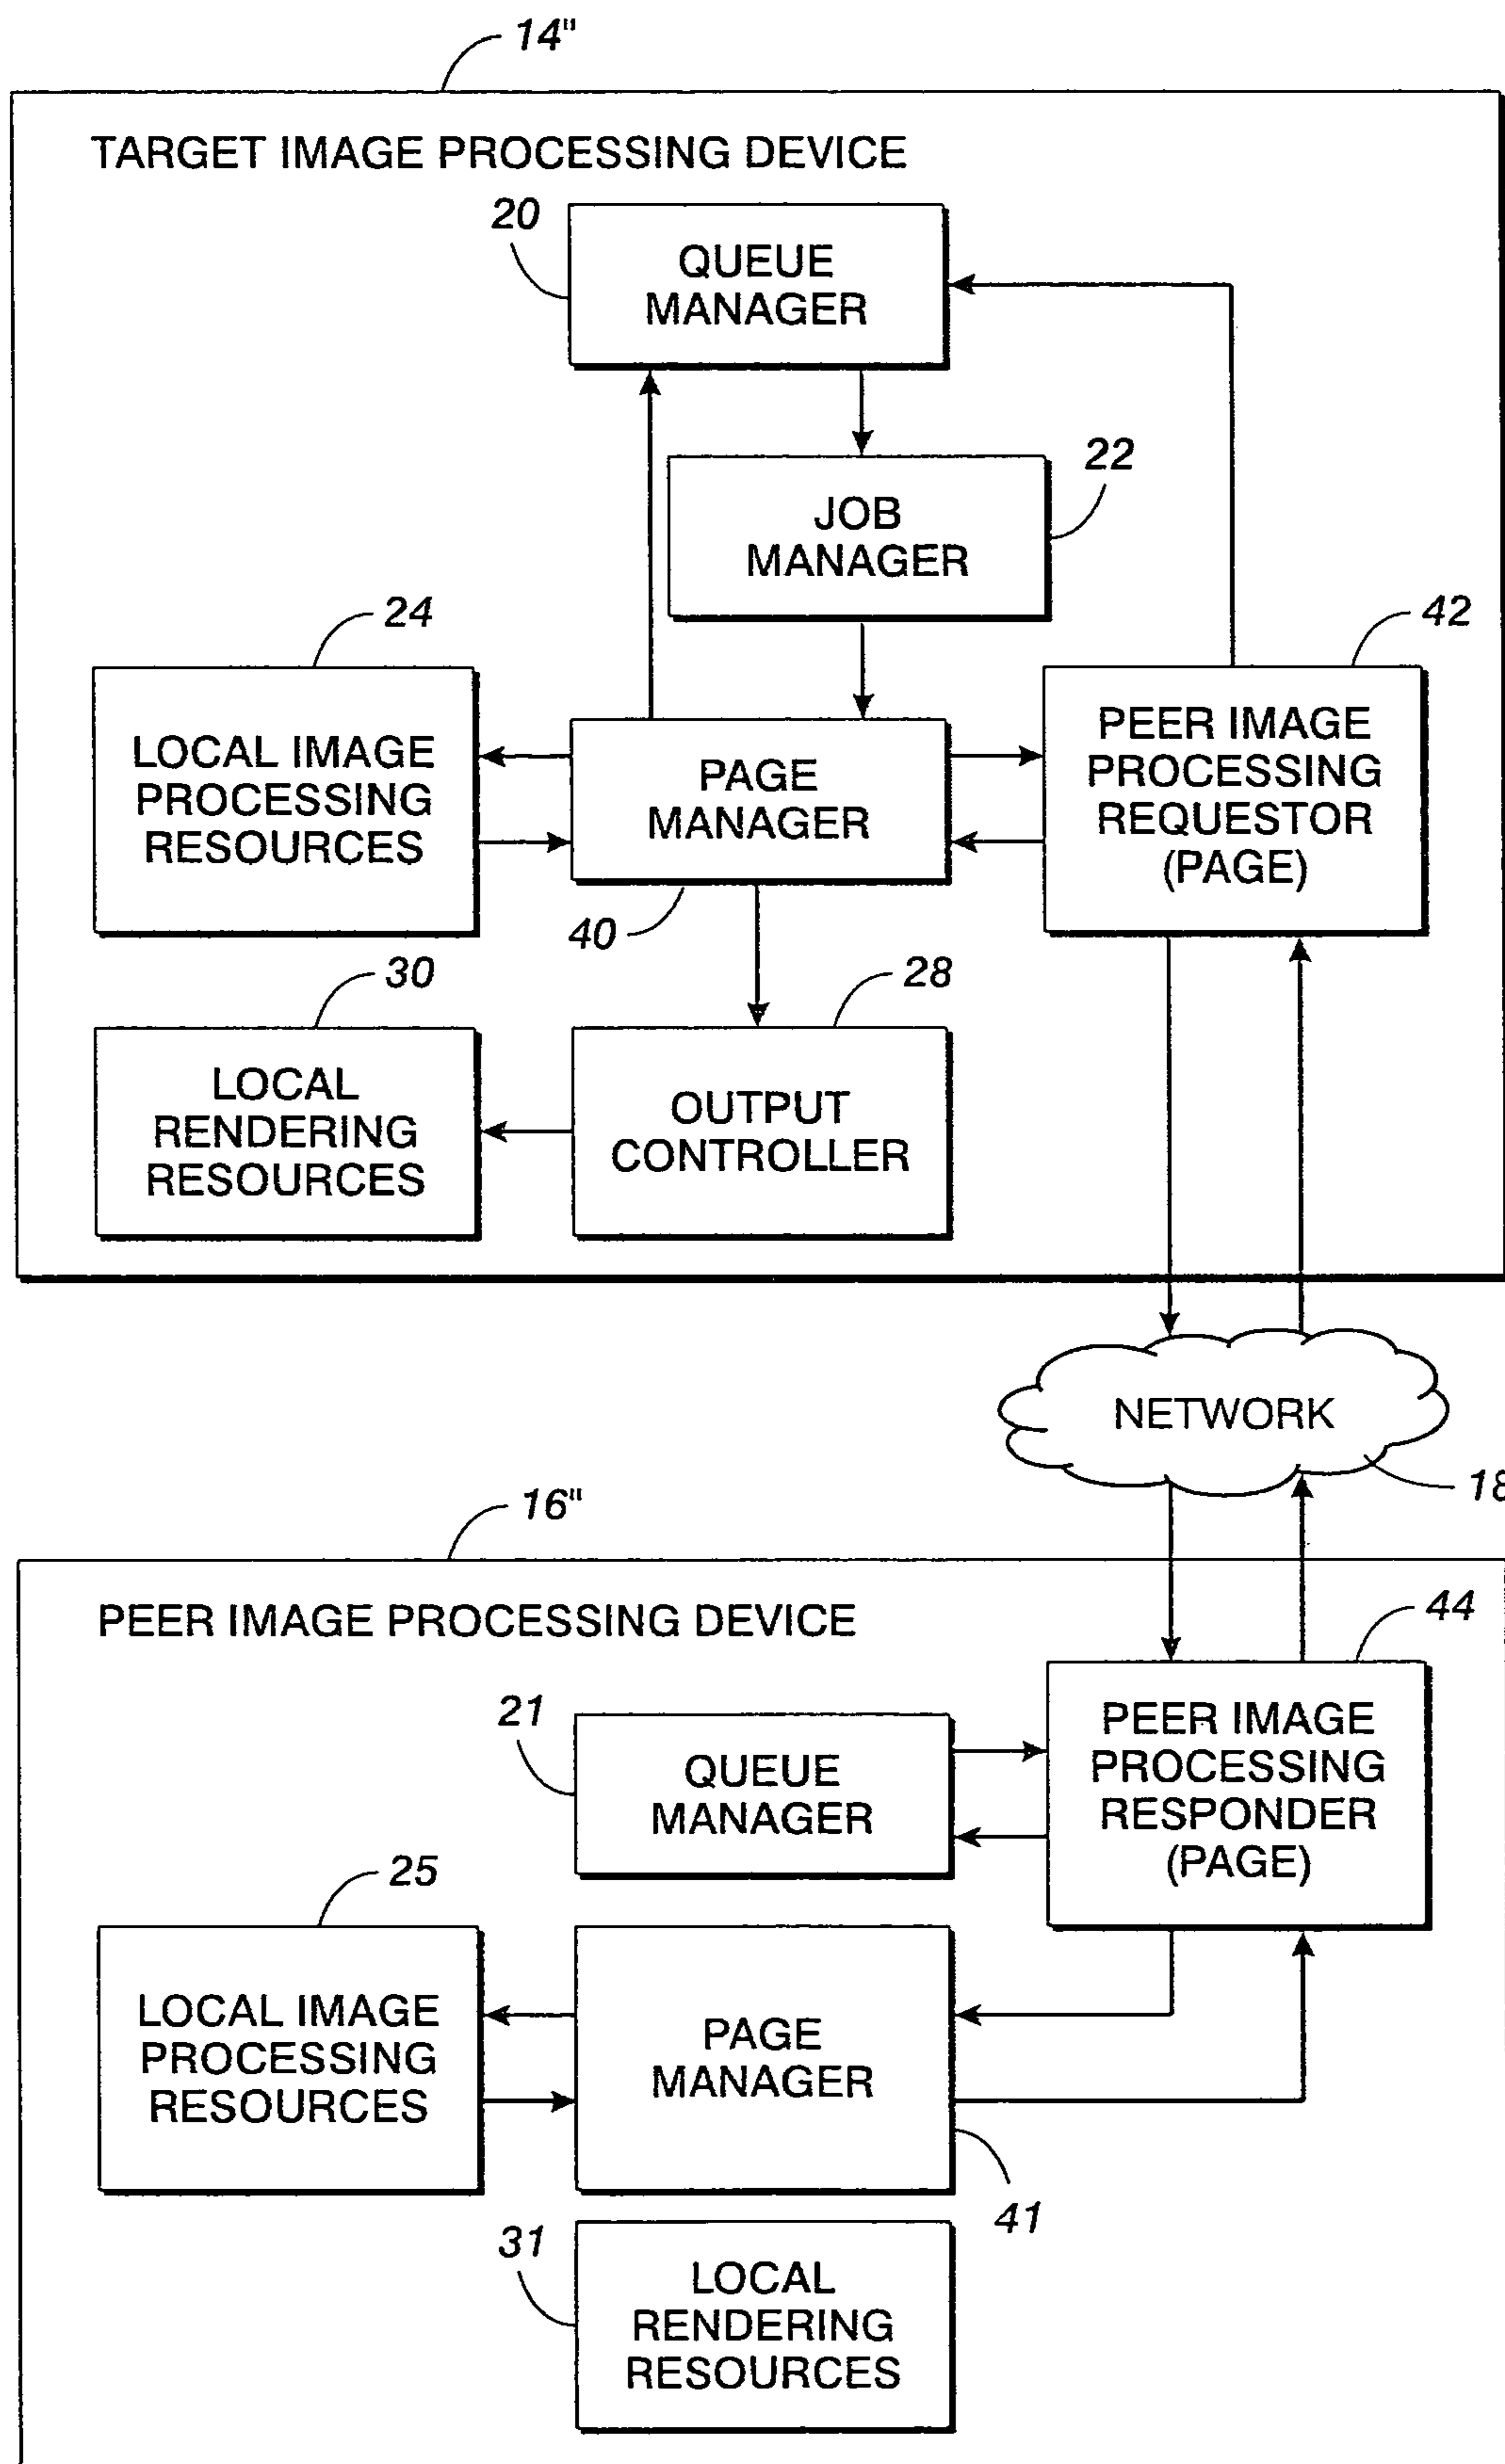 14"
TARGET IMAGE PROCESSING DEVICE
20
QUEUE
MANAGER
22
JOB
MANAGER
24
LOCAL IMAGE
PROCESSING
RESOURCES
PAGE
MANAGER
40
42
PEER IMAGE
PROCESSING
REQUESTOR
(PAGE)
30
LOCAL
RENDERING
RESOURCES
28
OUTPUT
CONTROLLER
NETWORK
18
16"
PEER IMAGE PROCESSING DEVICE
44
PEER IMAGE
PROCESSING
RESPONDER
(PAGE)
21
QUEUE
MANAGER
25
LOCAL IMAGE
PROCESSING
RESOURCES
PAGE
MANAGER
41
31
LOCAL
RENDERING
RESOURCES